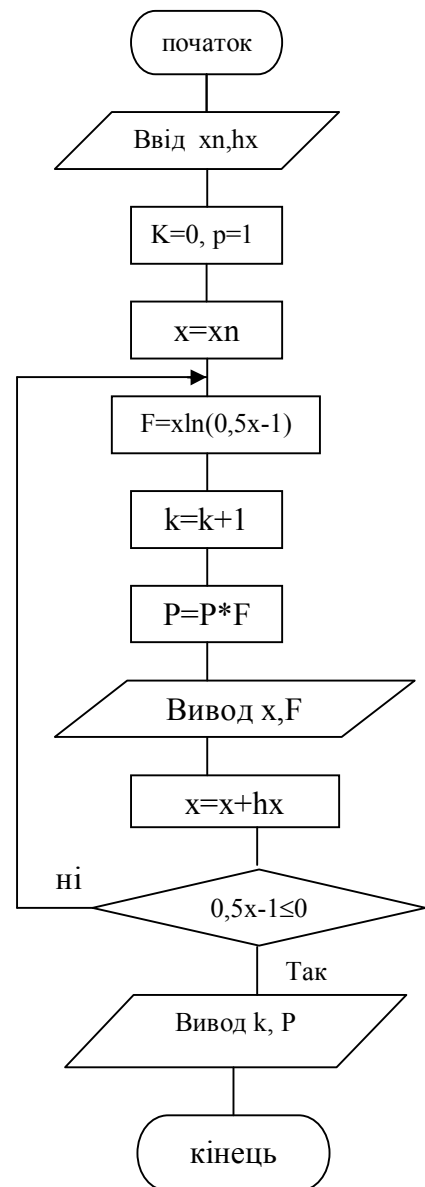 початок
Ввід xn,hx
K=0, p=1
x=xn
F=xln(0,5x-1)
k=k+1
P=P*F
Вивод x,F
x=x+hx
ні
0,5x-1≤0
Так
Вивод k, P
кінець